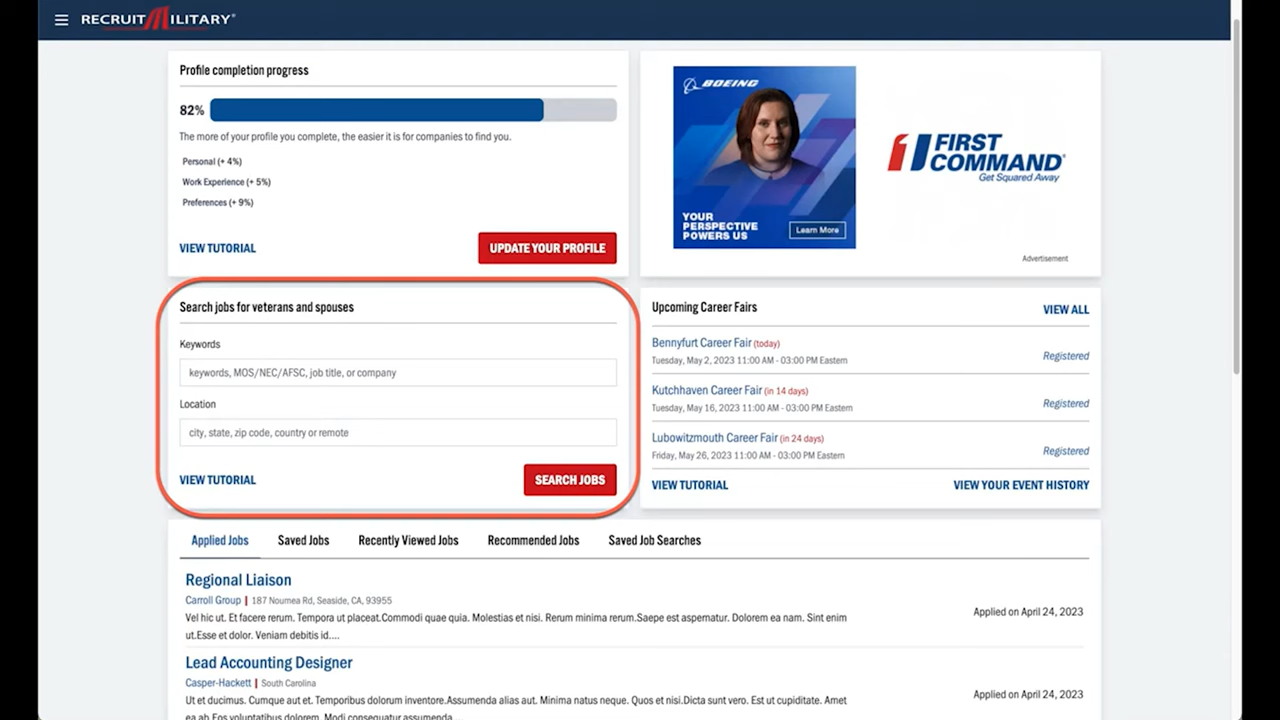 RECRUITMILITARY
Profile completion progress
82%
The more of your profile you complete, the easier it is for companies to find you.
Personal (+ 4%)
Work Experience (+ 5%)
Preferences (+ 9%)
VIEW TUTORIAL
UPDATE YOUR PROFILE
BOEING
YOUR
PERSPECTIVE
POWERS US
Learn More
FIRST
COMMAND
Get Squared Away
Advertisement
Search jobs for veterans and spouses
Keywords
keywords, MOS/NEC/AFSC, job title, or company
Location
city, state, zip code, country or remote
VIEW TUTORIAL
SEARCH JOBS
Upcoming Career Fairs
VIEW ALL
Bennyfurt Career Fair (today)
Tuesday, May 2, 2023 11:00 AM - 03:00 PM Eastern
Registered
Kutchhaven Career Fair (in 14 days)
Tuesday, May 16, 2023 11:00 AM - 03:00 PM Eastern
Registered
Lubowitzmouth Career Fair (in 24 days)
Friday, May 26, 2023 11:00 AM - 03:00 PM Eastern
Registered
VIEW TUTORIAL
VIEW YOUR EVENT HISTORY
Applied Jobs Saved Jobs Recently Viewed Jobs Recommended Jobs Saved Job Searches
Regional Liaison
Carroll Group | 187 Noumea Rd, Seaside, CA, 93955
Vel hic ut. Et facere rerum. Tempora ut placeat.Commodi quae quia. Molestias et nisi. Rerum minima rerum.Saepe est aspernatur. Dolorem ea nam. Sint enim
ut.Esse et dolor. Veniam debitis id....
Applied on April 24, 2023
Lead Accounting Designer
Casper-Hackett | South Carolina
Ut et ducimus. Cumque aut et. Temporibus dolorum inventore.Assumenda alias aut. Minima natus neque. Quos et nisi.Dicta sunt vero. Est ut cupiditate. Amet
ea ab.Eos voluptatibus dolorem. Modi consequatur assumenda....
Applied on April 24, 2023